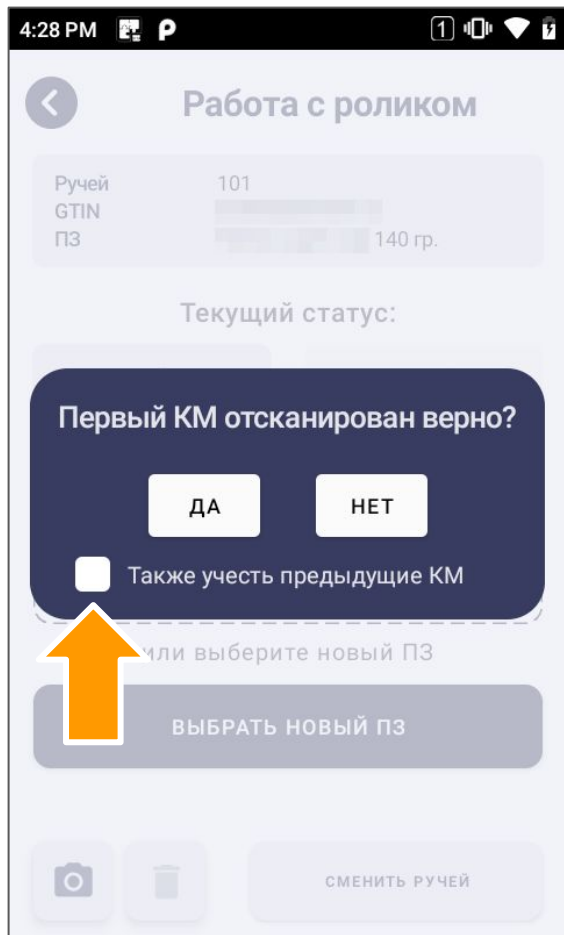 4:28 PM
1
Работа с роликом
Ручей 101
GTIN
ПЗ 140 гр.
Текущий статус:
Первый КМ отсканирован верно?
ДА НЕТ
Также учесть предыдущие КМ
или выберите новый ПЗ
ВЫБРАТЬ НОВЫЙ ПЗ
СМЕНИТЬ РУЧЕЙ